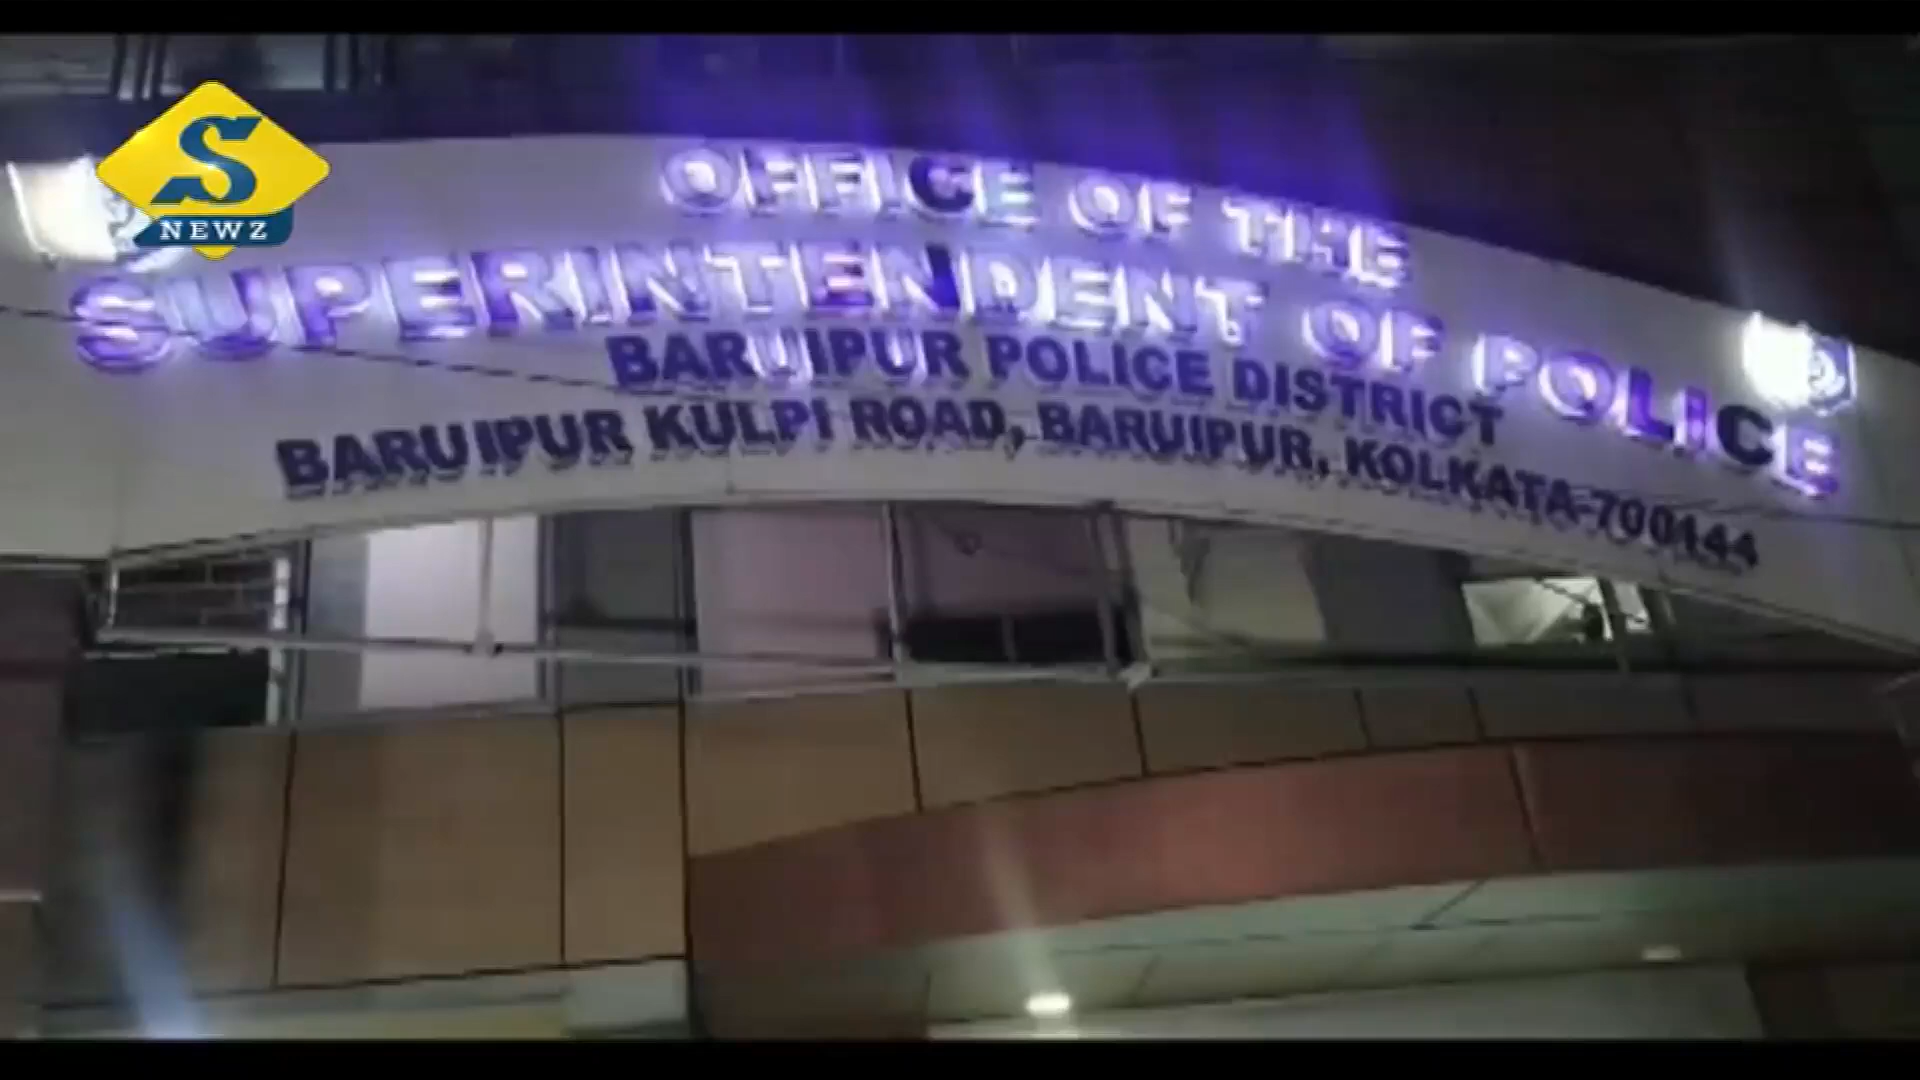 S
NEWZ
OFFICE OF THE
SUPERINTENDENT OF POLICE
BARUIPUR POLICE DISTRICT
BARUIPUR KULPI ROAD, BARUIPUR, KOLKATA-700144